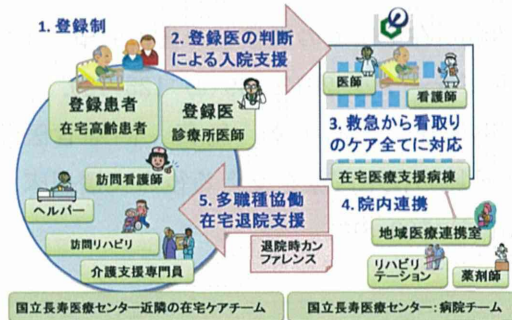 1. 登録制
2. 登録医の判断
による入院支援
医師
看護師
登録患者
在宅高齢患者
登録医
診療所医師
3. 救急から看取り
のケア全てに対応
在宅医療支援病棟
訪問看護師
ヘルパー
訪問リハビリ
介護支援専門員
5. 多職種協働
在宅退院支援
退院時カン
ファレンス
4. 院内連携
地域医療連携室
リハビリ
テーション
薬剤師
国立長寿医療センター近隣の在宅ケアチーム
国立長寿医療センター:病院チーム